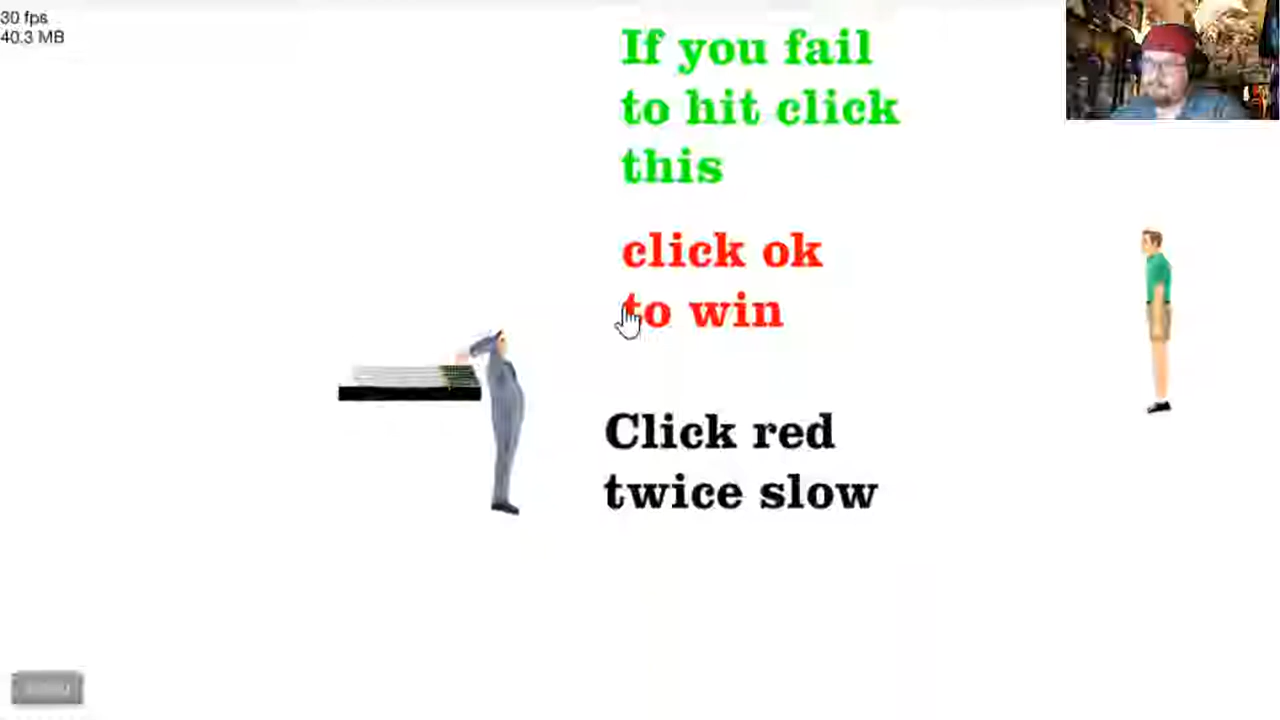 30 fps
40.3 MB
If you fail
to hit click
this
click ok
to win
Click red
twice slow